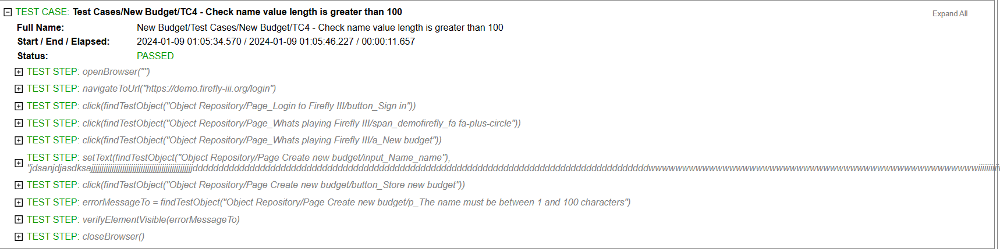 TEST CASE: Test Cases/New Budget/TC4 - Check name value length is greater than 100
Expand All
Full Name: New Budget/Test Cases/New Budget/TC4 - Check name value length is greater than 100
Start / End / Elapsed: 2024-01-09 01:05:34.570 / 2024-01-09 01:05:46.227 / 00:00:11.657
Status: PASSED
TEST STEP: openBrowser("")
TEST STEP: navigateToUrl("https://demo.firefly-iii.org/login")
TEST STEP: click(findTestObject("Object Repository/Page_Login to Firefly III/button_Sign in"))
TEST STEP: click(findTestObject("Object Repository/Page_Whats playing Firefly III/span_demofirefly_fa fa-plus-circle"))
TEST STEP: click(findTestObject("Object Repository/Page_Whats playing Firefly III/a_New budget"))
TEST STEP: setText(findTestObject("Object Repository/Page Create new budget/input_Name_name"),
TEST STEP: click(findTestObject("Object Repository/Page Create new budget/button_Store new budget"))
TEST STEP: errorMessageTo = findTestObject("Object Repository/Page Create new budget/p_The name must be between 1 and 100 characters")
TEST STEP: verifyElementVisible(errorMessageTo)
TEST STEP: closeBrowser()